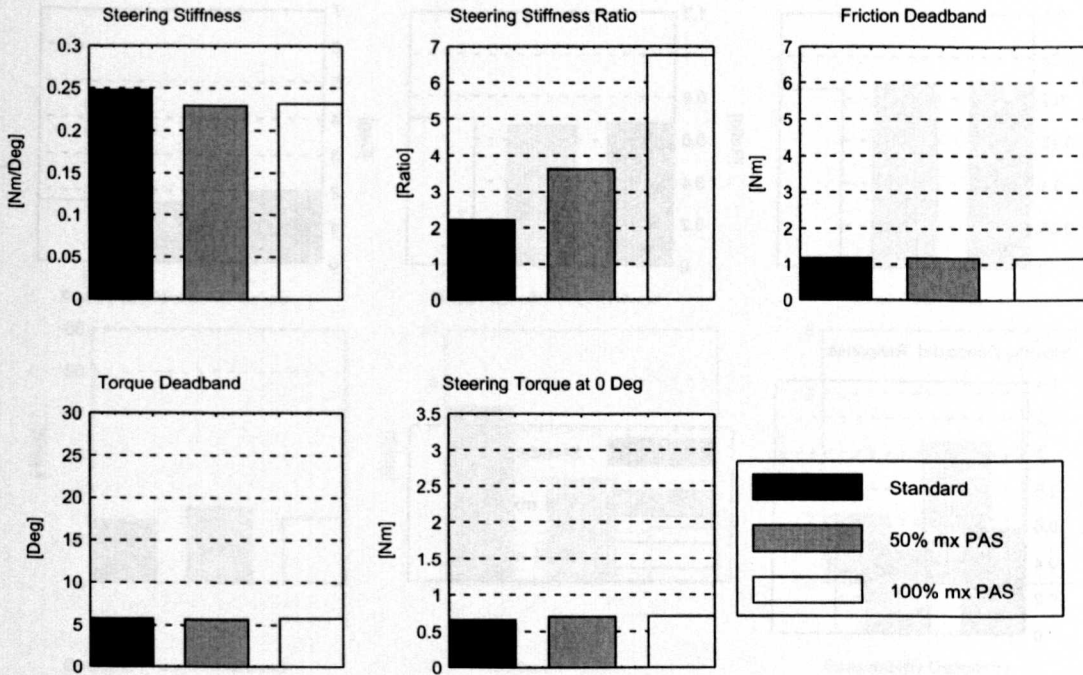 Steering Stiffness
[Nm/Deg]
0.3
0.25
0.2
0.15
0.1
0.05
0
Steering Stiffness Ratio
[Ratio]
7
6
5
4
3
2
1
0
Friction Deadband
[Nm]
7
6
5
4
3
2
1
0
Torque Deadband
[Deg]
30
25
20
15
10
5
0
Steering Torque at 0 Deg
[Nm]
3.5
3
2.5
2
1.5
1
0.5
0
Standard
50% mx PAS
100% mx PAS